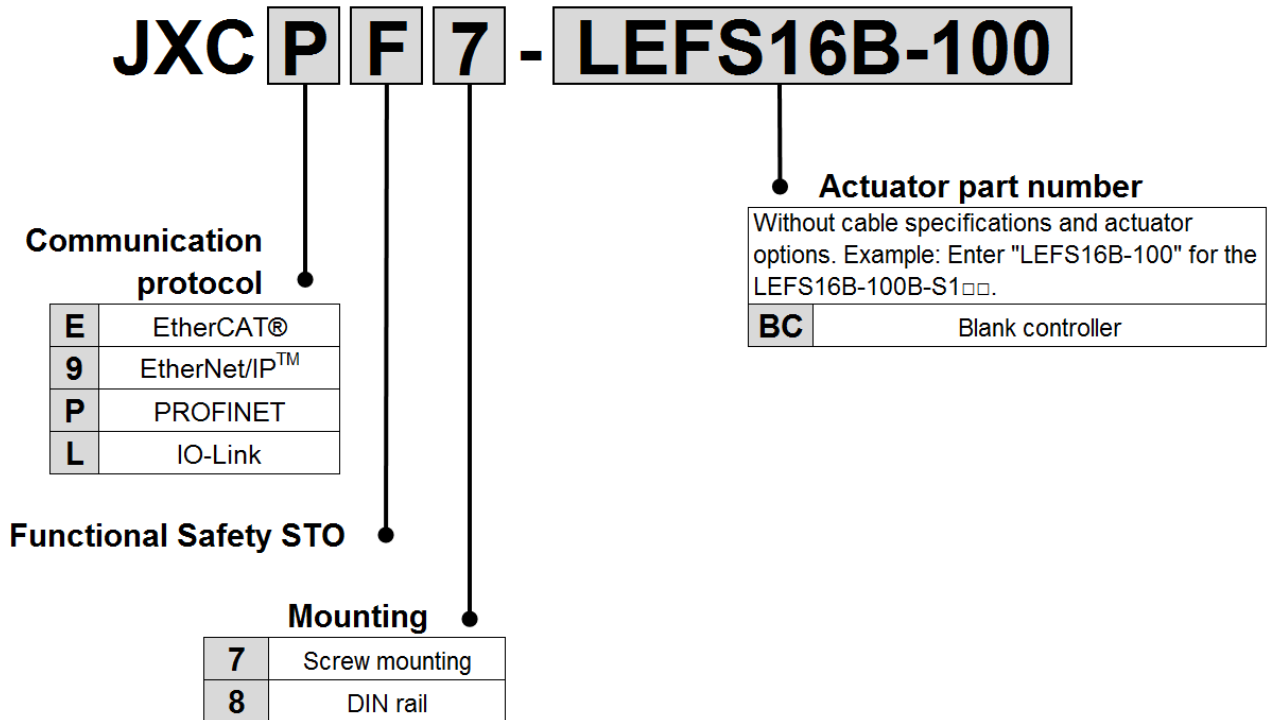 JXC P F 7 - LEFS16B-100
Actuator part number
Without cable specifications and actuator
options. Example: Enter "LEFS16B-100" for the
LEFS16B-100B-S1□□.
BC Blank controller
Communication
protocol
E EtherCAT®
9 EtherNet/IP™
P PROFINET
L IO-Link
Functional Safety STO
Mounting
7 Screw mounting
8 DIN rail